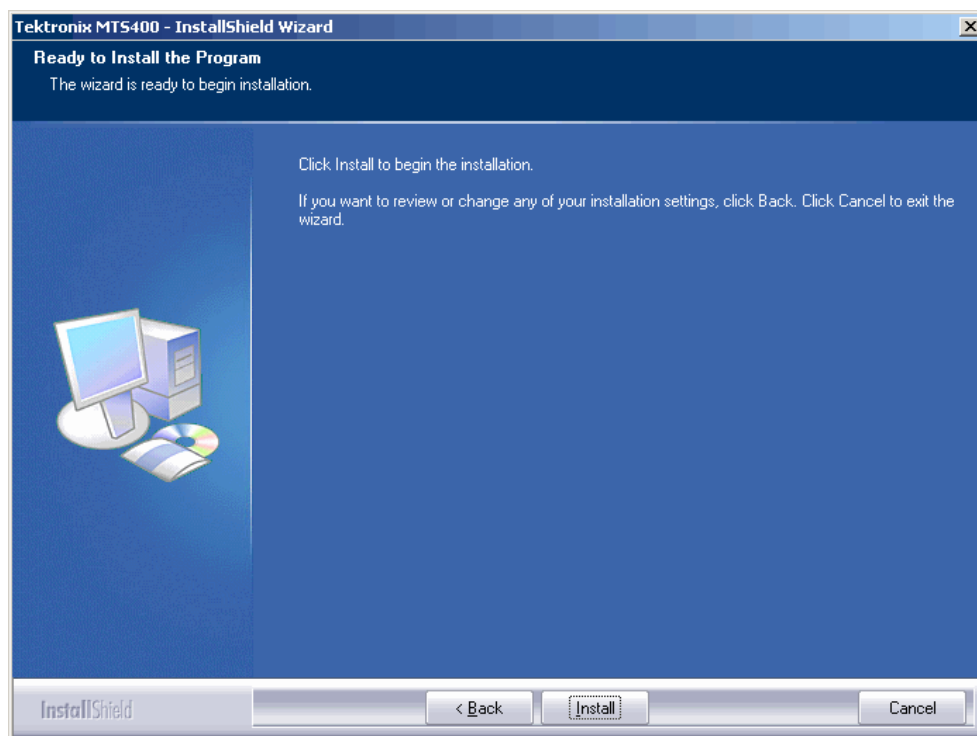 Tektronix MTS400 - InstallShield Wizard
Ready to Install the Program
The wizard is ready to begin installation.
Click Install to begin the installation.
If you want to review or change any of your installation settings, click Back. Click Cancel to exit the
wizard.
InstallShield
< Back
Install
Cancel